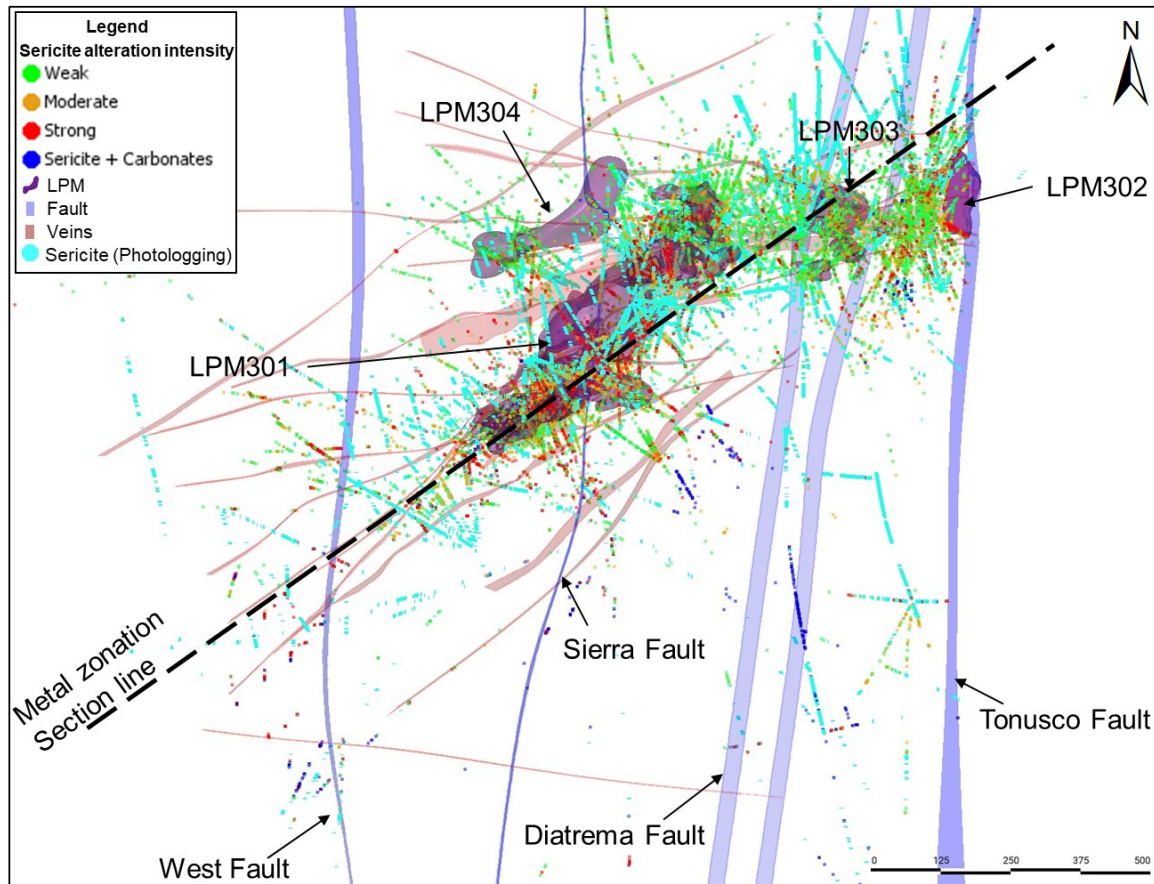 Legend
Sericite alteration intensity
Weak
Moderate
Strong
Sericite + Carbonates
LPM
Fault
Veins
Sericite (Photologging)
N
LPM304
LPM303
LPM302
LPM301
Metal zonation
Section line
Sierra Fault
Tonusco Fault
Diatrema Fault
West Fault
0 125 250 375 500